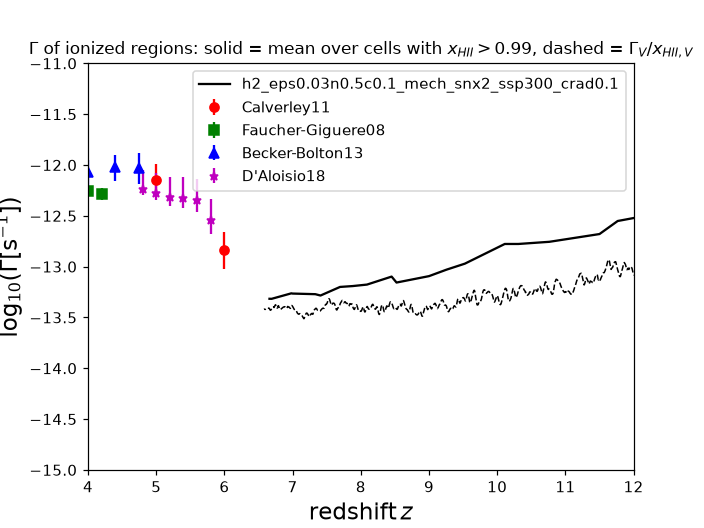 Γ of ionized regions: solid = mean over cells with x_HII > 0.99, dashed = Γ_V/x_HII,V
−11.0
h2_eps0.03n0.5c0.1_mech_snx2_ssp300_crad0.1
Calverley11
−11.5
Faucher-Giguere08
Becker-Bolton13
−12.0
D'Aloisio18
−12.5
−13.0
−13.5
−14.0
−14.5
−15.0
log₁₀(Γ[s⁻¹])
4 5 6 7 8 9 10 11 12
redshift z